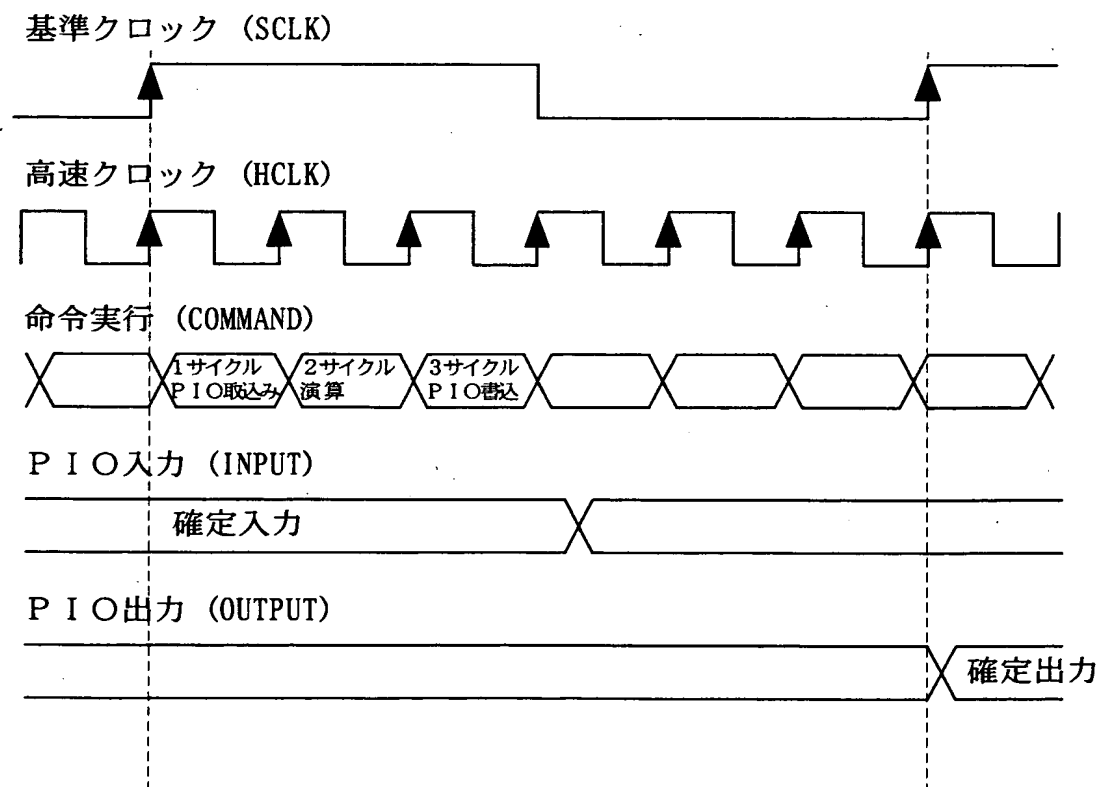 基準クロック (SCLK)
高速クロック (HCLK)
命令実行 (COMMAND)
1サイクル
PIO取込み
2サイクル
演算
3サイクル
PIO書込
PIO入力 (INPUT)
確定入力
PIO出力 (OUTPUT)
確定出力